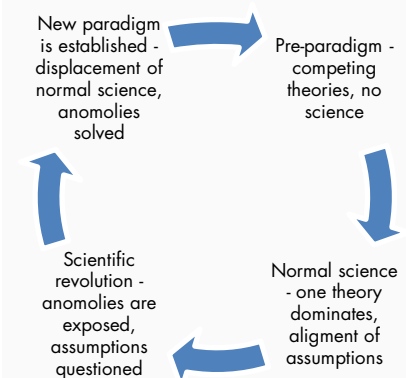 New paradigm
is established -
displacement of
normal science,
anomolies
solved
Pre-paradigm -
competing
theories, no
science
Normal science
- one theory
dominates,
aligment of
assumptions
Scientific
revolution -
anomolies are
exposed,
assumptions
questioned